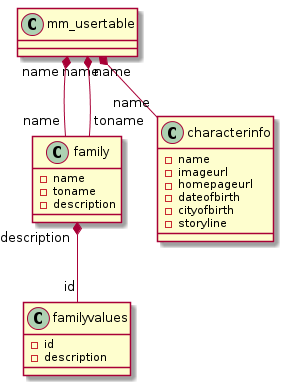 C mm_usertable
name name name
name toname name
C family
name
toname
description
C characterinfo
name
imageurl
homepageurl
dateofbirth
cityofbirth
storyline
description
id
C familyvalues
id
description